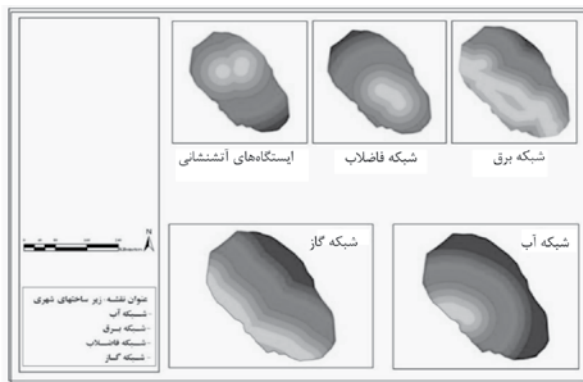 ایستگاه‌های آتشنشانی
شبکه فاضلاب
شبکه برق
شبکه گاز
شبکه آب
N
عنوان نقشه: زیر ساختهای شهری
- شبکه آب
- شبکه برق
- شبکه فاضلاب
- شبکه گاز